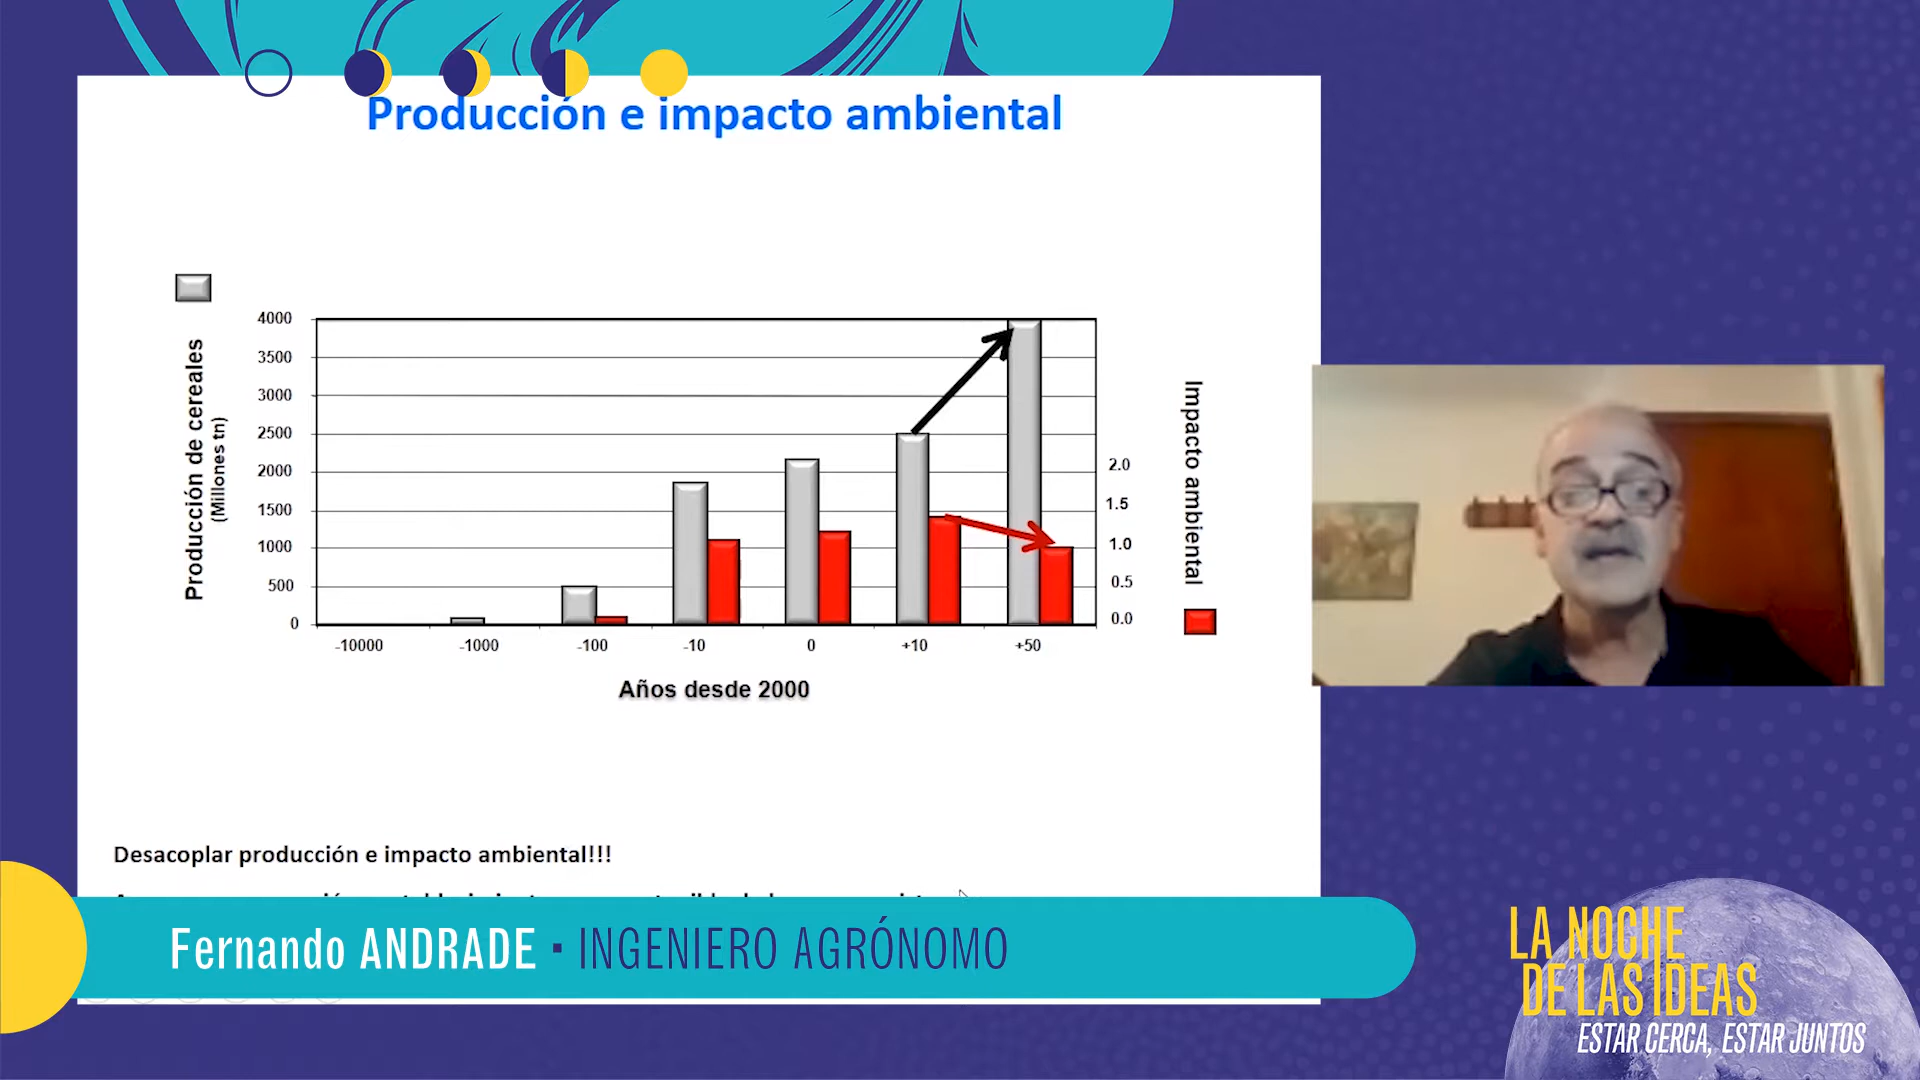 Producción e impacto ambiental
Producción de cereales
(Millones tn)
4000
3500
3000
2500
2000
1500
1000
500
0
2.0
1.5
1.0
0.5
0.0
Impacto ambiental
-10000 -1000 -100 -10 0 +10 +50
Años desde 2000
Desacoplar producción e impacto ambiental!!!
Fernando ANDRADE · INGENIERO AGRÓNOMO
LA NOCHE
DE LAS IDEAS
ESTAR CERCA, ESTAR JUNTOS